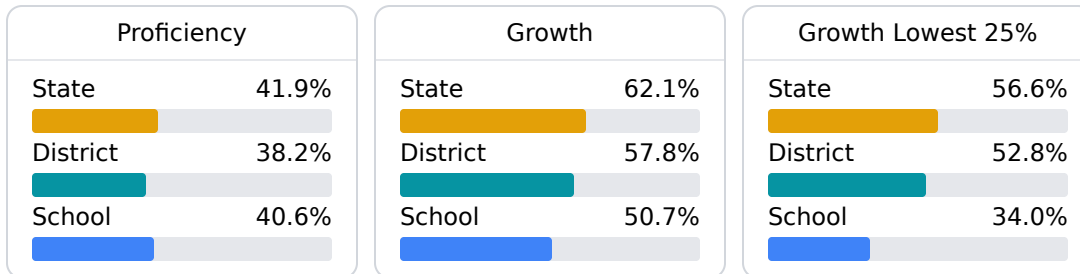 Proficiency
State 41.9%
District 38.2%
School 40.6%
Growth
State 62.1%
District 57.8%
School 50.7%
Growth Lowest 25%
State 56.6%
District 52.8%
School 34.0%